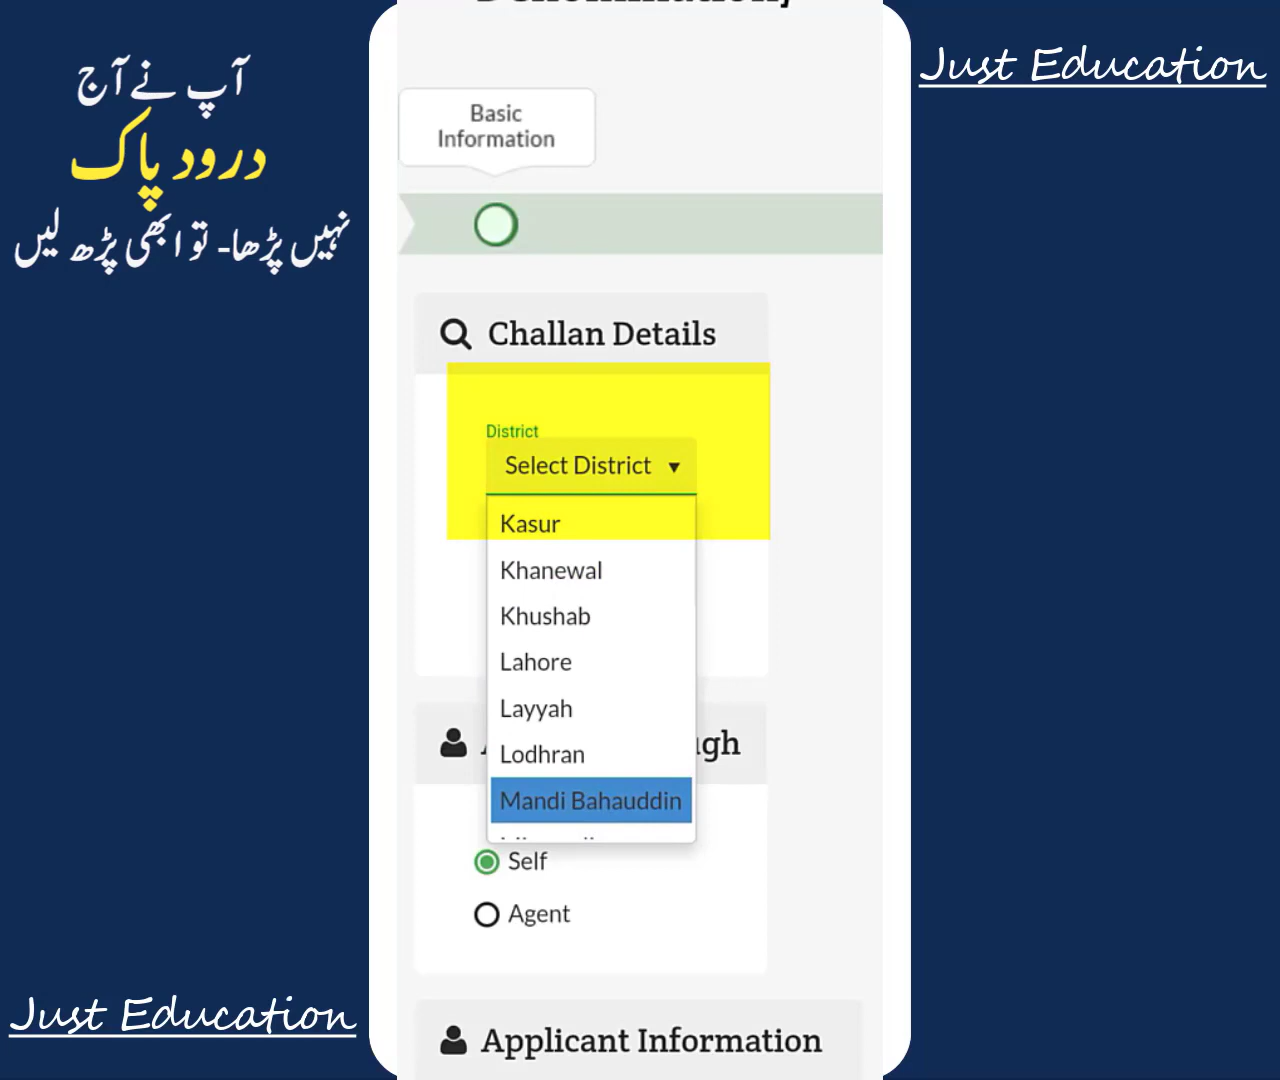 آپ نے آج
درود پاک
نہیں پڑھا- تو ابھی پڑھ لیں
Just Education
Basic
Information
Challan Details
District
Select District
Kasur
Khanewal
Khushab
Lahore
Layyah
Lodhran
Mandi Bahauddin
Self
Agent
Just Education
Applicant Information